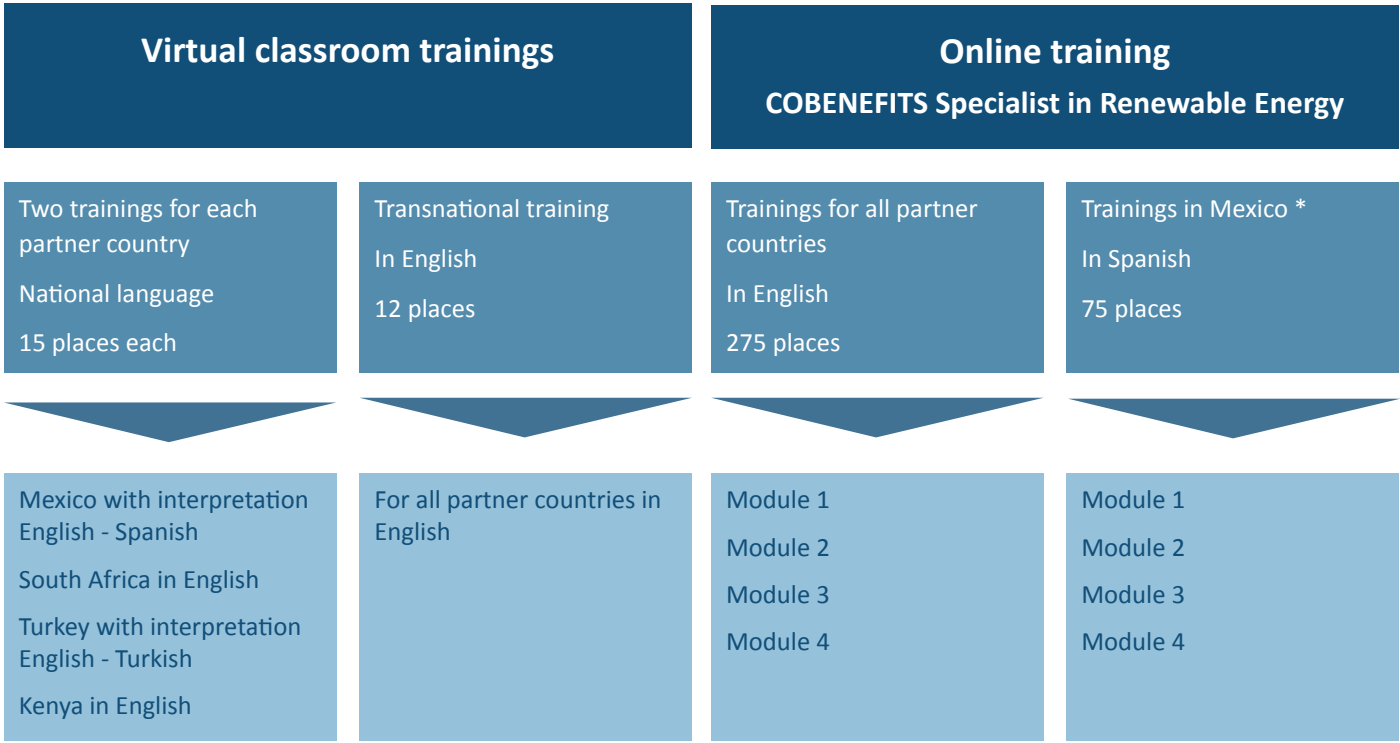 Virtual classroom trainings
Online training
COBENEFITS Specialist in Renewable Energy
Two trainings for each
partner country
National language
15 places each
Transnational training
In English
12 places
Trainings for all partner
countries
In English
275 places
Trainings in Mexico *
In Spanish
75 places
Mexico with interpretation
English - Spanish
South Africa in English
Turkey with interpretation
English - Turkish
Kenya in English
For all partner countries in
English
Module 1
Module 2
Module 3
Module 4
Module 1
Module 2
Module 3
Module 4